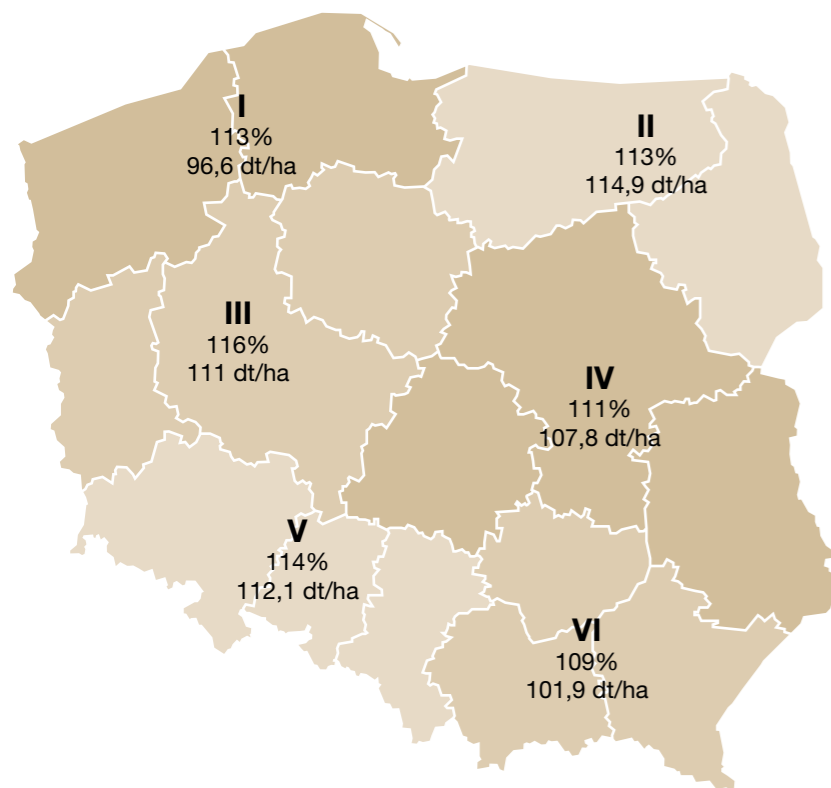 I
113%
96,6 dt/ha
II
113%
114,9 dt/ha
III
116%
111 dt/ha
IV
111%
107,8 dt/ha
V
114%
112,1 dt/ha
VI
109%
101,9 dt/ha